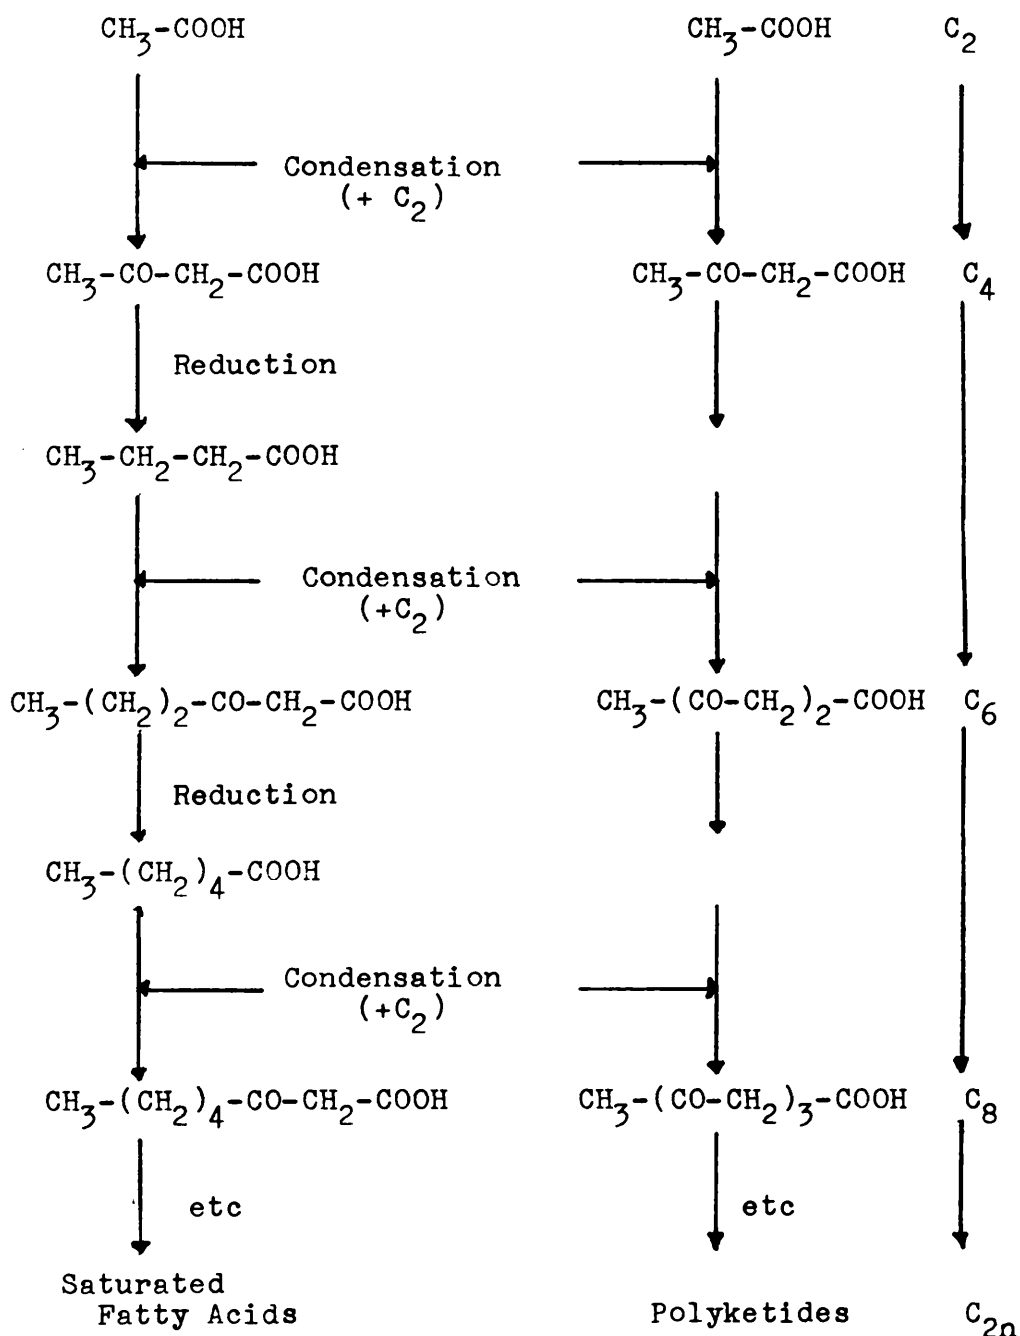 CH₃-COOH CH₃-COOH C₂
Condensation
(+ C₂)
CH₃-CO-CH₂-COOH CH₃-CO-CH₂-COOH C₄
Reduction
CH₃-CH₂-CH₂-COOH
Condensation
(+C₂)
CH₃-(CH₂)₂-CO-CH₂-COOH CH₃-(CO-CH₂)₂-COOH C₆
Reduction
CH₃-(CH₂)₄-COOH
Condensation
(+C₂)
CH₃-(CH₂)₄-CO-CH₂-COOH CH₃-(CO-CH₂)₃-COOH C₈
etc etc
Saturated
Fatty Acids Polyketides C₂ₙ